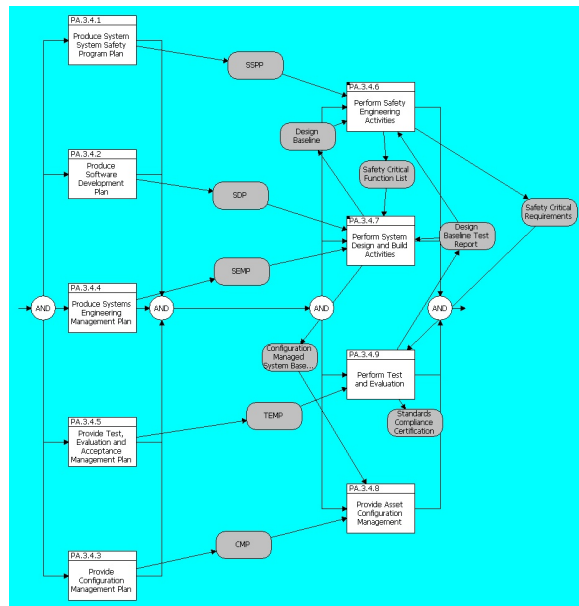 PA.3.4.1
Produce System
System Safety
Program Plan
SSPP
PA.3.4.6
Perform Safety
Engineering
Activities
Design
Baseline
PA.3.4.2
Produce
Software
Development
Plan
SDP
Safety Critical
Function List
Safety Critical
Requirements
PA.3.4.7
Perform System
Design and Build
Activities
Design
Baseline Test
Report
SEMP
PA.3.4.4
Produce Systems
Engineering
Management Plan
AND
AND
AND
AND
Configuration
Managed
System Base...
PA.3.4.9
Perform Test
and Evaluation
PA.3.4.5
Provide Test,
Evaluation and
Acceptance
Management Plan
TEMP
Standards
Compliance
Certification
PA.3.4.8
Provide Asset
Configuration
Management
CMP
PA.3.4.3
Provide
Configuration
Management Plan